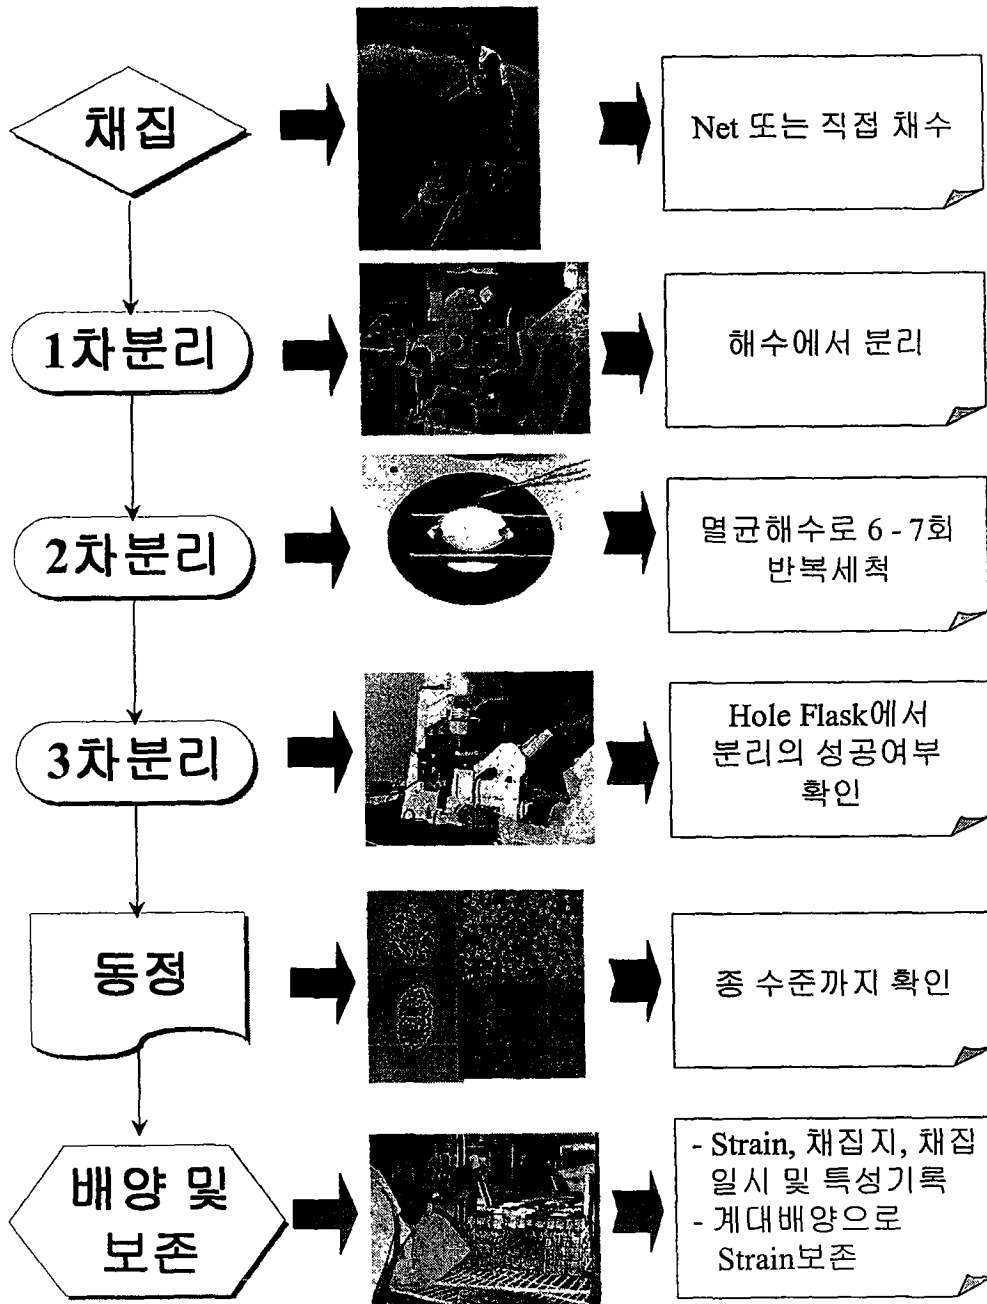 채집
Net 또는 직접 채수
1차분리
해수에서 분리
2차분리
멸균해수로 6 - 7회
반복세척
3차분리
Hole Flask에서
분리의 성공여부
확인
동정
종 수준까지 확인
배양 및
보존
- Strain, 채집지, 채집
일시 및 특성기록
- 계대배양으로
Strain보존